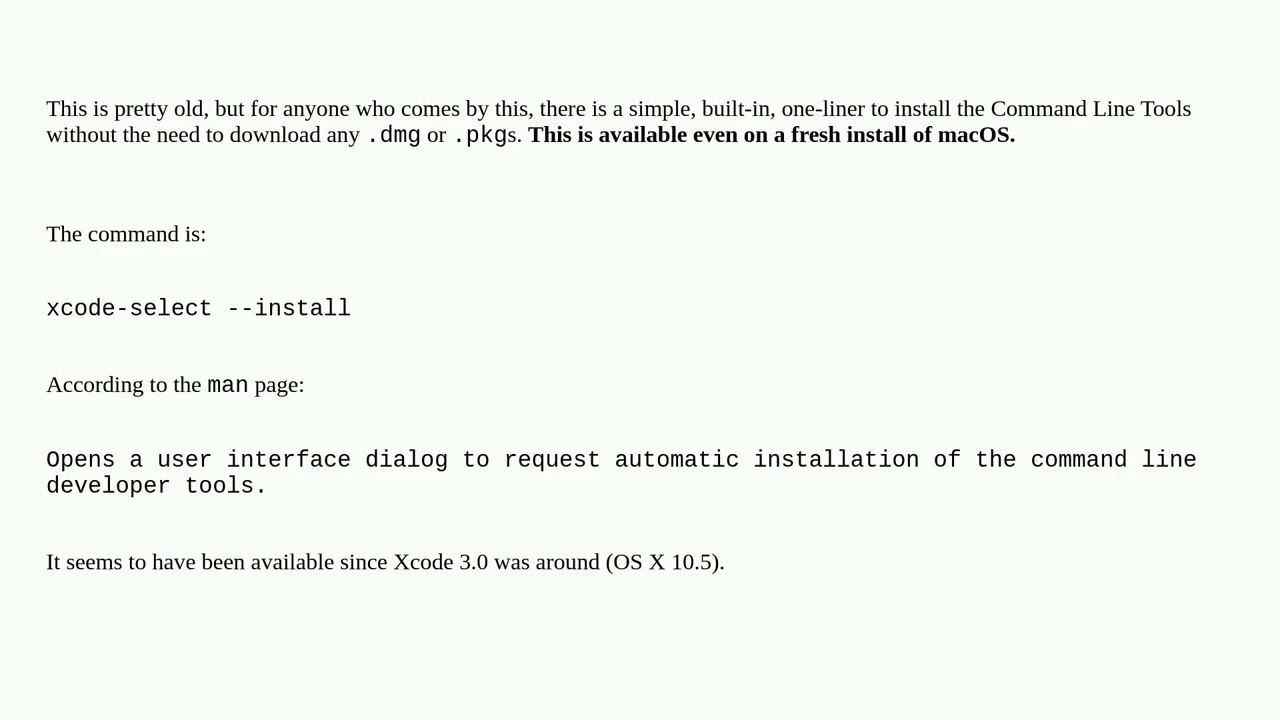 This is pretty old, but for anyone who comes by this, there is a simple, built-in, one-liner to install the Command Line Tools
without the need to download any .dmg or .pkgs. This is available even on a fresh install of macOS.
The command is:
xcode-select --install
According to the man page:
Opens a user interface dialog to request automatic installation of the command line
developer tools.
It seems to have been available since Xcode 3.0 was around (OS X 10.5).